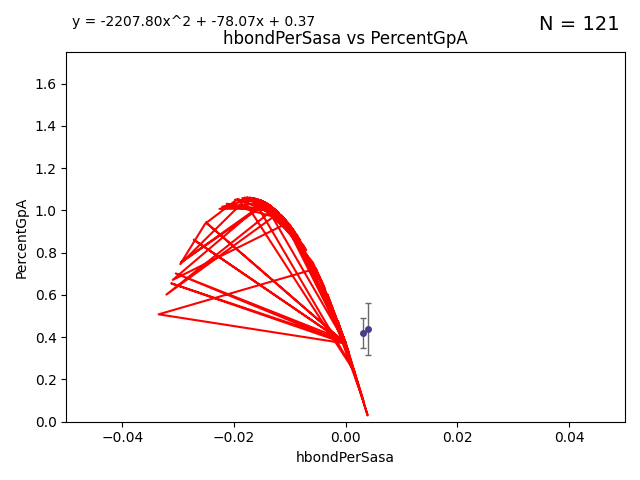 y = -2207.80x^2 + -78.07x + 0.37
N = 121
hbondPerSasa vs PercentGpA
PercentGpA
1.6
1.4
1.2
1.0
0.8
0.6
0.4
0.2
0.0
−0.04
−0.02
0.00
0.02
0.04
hbondPerSasa